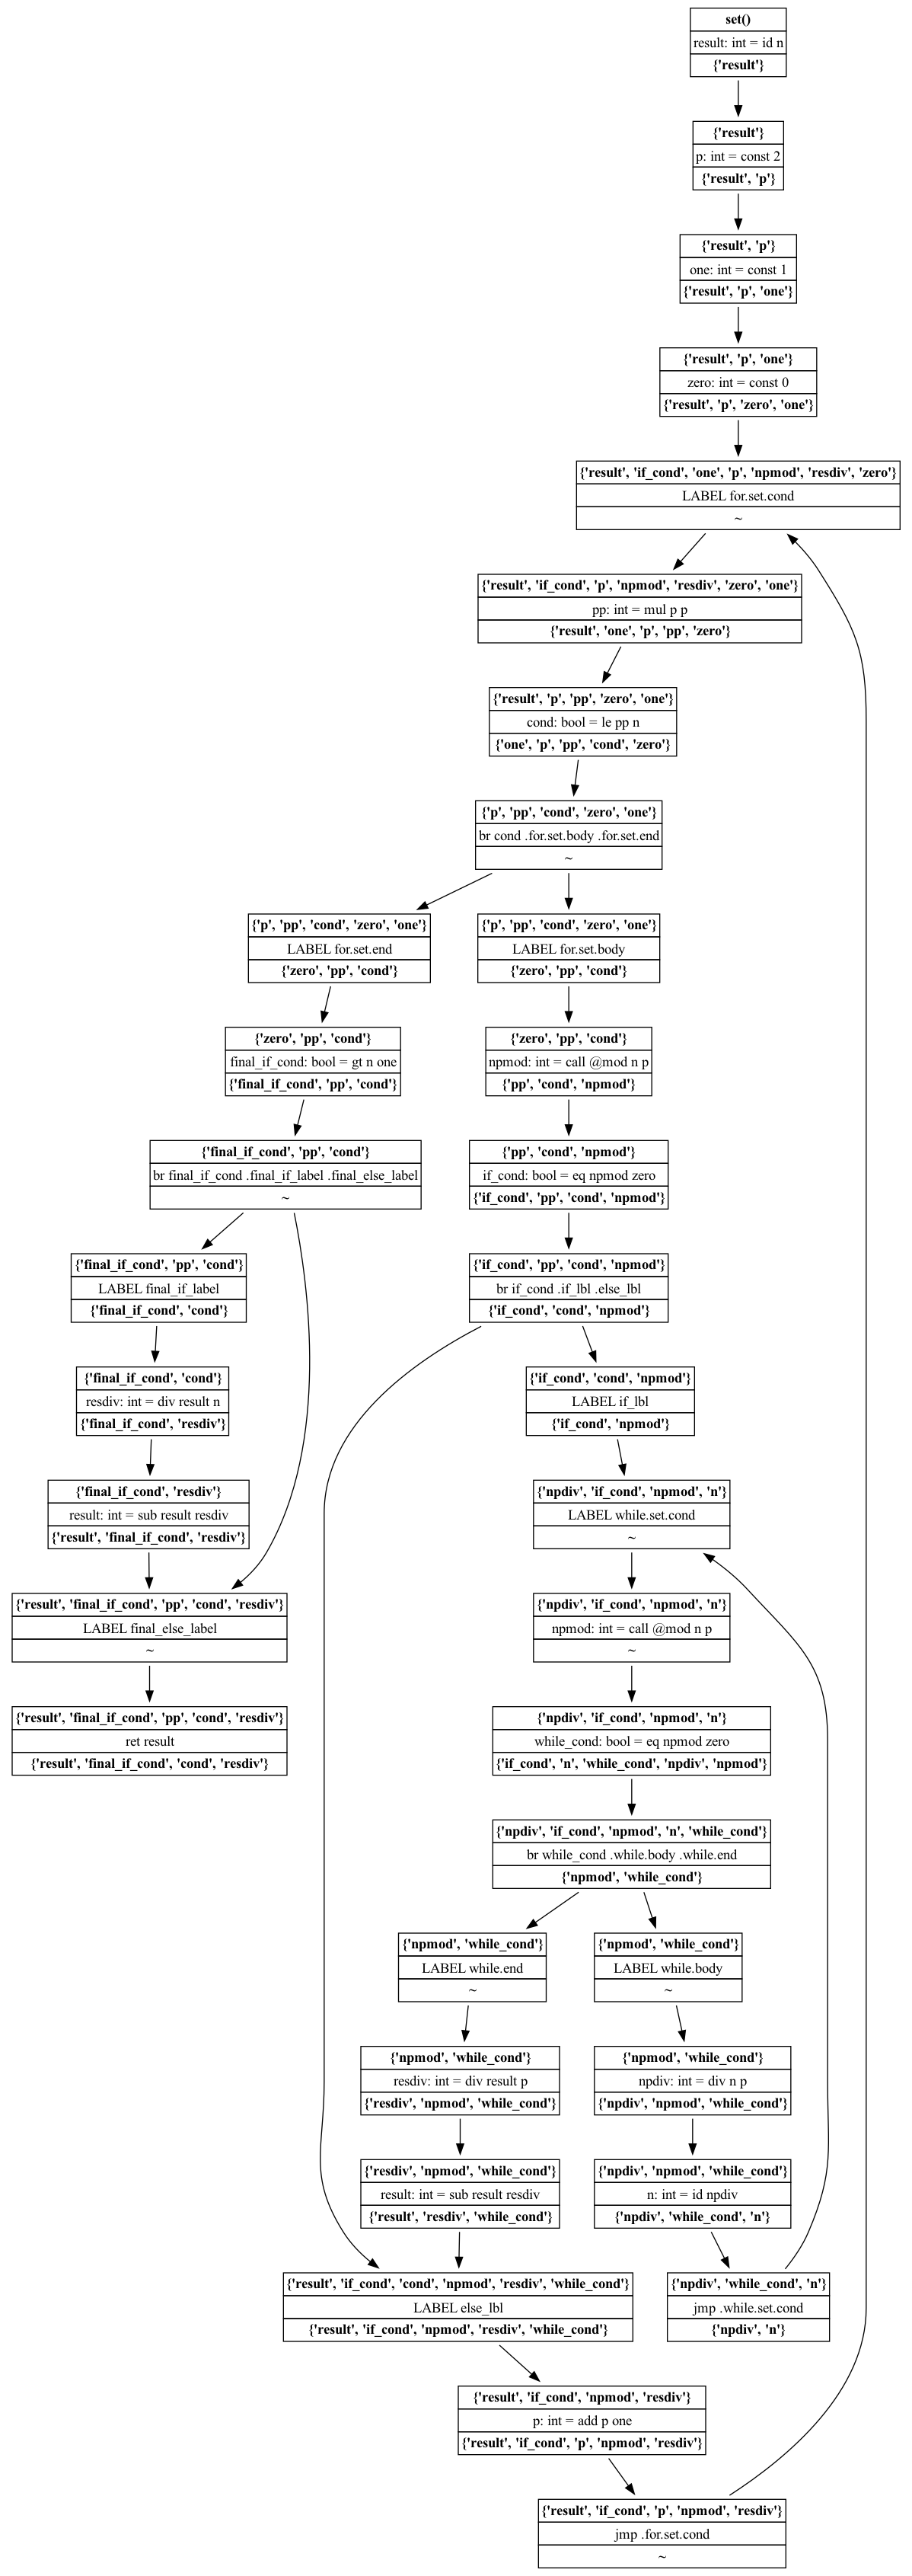 set()
result: int = id n
{'result'}
{'result'}
p: int = const 2
{'result', 'p'}
{'result', 'p'}
one: int = const 1
{'result', 'p', 'one'}
{'result', 'p', 'one'}
zero: int = const 0
{'result', 'p', 'zero', 'one'}
{'result', 'if_cond', 'one', 'p', 'npmod', 'resdiv', 'zero'}
LABEL for.set.cond
~
{'result', 'if_cond', 'p', 'npmod', 'resdiv', 'zero', 'one'}
pp: int = mul p p
{'result', 'one', 'p', 'pp', 'zero'}
{'result', 'p', 'pp', 'zero', 'one'}
cond: bool = le pp n
{'one', 'p', 'pp', 'cond', 'zero'}
{'p', 'pp', 'cond', 'zero', 'one'}
br cond .for.set.body .for.set.end
~
{'p', 'pp', 'cond', 'zero', 'one'}
LABEL for.set.end
{'zero', 'pp', 'cond'}
{'p', 'pp', 'cond', 'zero', 'one'}
LABEL for.set.body
{'zero', 'pp', 'cond'}
{'zero', 'pp', 'cond'}
final_if_cond: bool = gt n one
{'final_if_cond', 'pp', 'cond'}
{'zero', 'pp', 'cond'}
npmod: int = call @mod n p
{'pp', 'cond', 'npmod'}
{'final_if_cond', 'pp', 'cond'}
br final_if_cond .final_if_label .final_else_label
~
{'pp', 'cond', 'npmod'}
if_cond: bool = eq npmod zero
{'if_cond', 'pp', 'cond', 'npmod'}
{'final_if_cond', 'pp', 'cond'}
LABEL final_if_label
{'final_if_cond', 'cond'}
{'if_cond', 'pp', 'cond', 'npmod'}
br if_cond .if_lbl .else_lbl
{'if_cond', 'cond', 'npmod'}
{'final_if_cond', 'cond'}
resdiv: int = div result n
{'final_if_cond', 'resdiv'}
{'if_cond', 'cond', 'npmod'}
LABEL if_lbl
{'if_cond', 'npmod'}
{'final_if_cond', 'resdiv'}
result: int = sub result resdiv
{'result', 'final_if_cond', 'resdiv'}
{'npdiv', 'if_cond', 'npmod', 'n'}
LABEL while.set.cond
~
{'result', 'final_if_cond', 'pp', 'cond', 'resdiv'}
LABEL final_else_label
~
{'npdiv', 'if_cond', 'npmod', 'n'}
npmod: int = call @mod n p
~
{'result', 'final_if_cond', 'pp', 'cond', 'resdiv'}
ret result
{'result', 'final_if_cond', 'cond', 'resdiv'}
{'npdiv', 'if_cond', 'npmod', 'n'}
while_cond: bool = eq npmod zero
{'if_cond', 'n', 'while_cond', 'npdiv', 'npmod'}
{'npdiv', 'if_cond', 'npmod', 'n', 'while_cond'}
br while_cond .while.body .while.end
{'npmod', 'while_cond'}
{'npmod', 'while_cond'}
LABEL while.end
~
{'npmod', 'while_cond'}
LABEL while.body
~
{'npmod', 'while_cond'}
resdiv: int = div result p
{'resdiv', 'npmod', 'while_cond'}
{'npmod', 'while_cond'}
npdiv: int = div n p
{'npdiv', 'npmod', 'while_cond'}
{'resdiv', 'npmod', 'while_cond'}
result: int = sub result resdiv
{'result', 'resdiv', 'while_cond'}
{'npdiv', 'npmod', 'while_cond'}
n: int = id npdiv
{'npdiv', 'while_cond', 'n'}
{'result', 'if_cond', 'cond', 'npmod', 'resdiv', 'while_cond'}
LABEL else_lbl
{'result', 'if_cond', 'npmod', 'resdiv', 'while_cond'}
{'npdiv', 'while_cond', 'n'}
jmp .while.set.cond
{'npdiv', 'n'}
{'result', 'if_cond', 'npmod', 'resdiv'}
p: int = add p one
{'result', 'if_cond', 'p', 'npmod', 'resdiv'}
{'result', 'if_cond', 'p', 'npmod', 'resdiv'}
jmp .for.set.cond
~